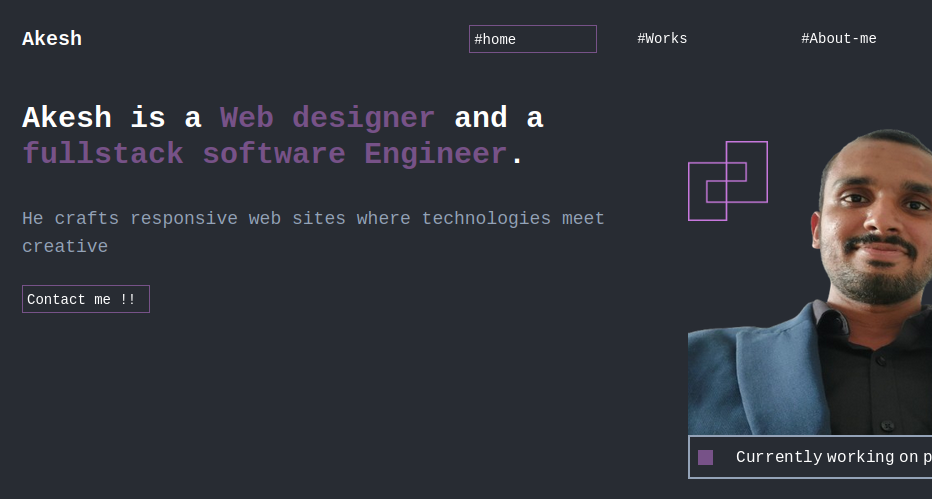 Akesh
#home
#Works
#About-me
Akesh is a Web designer and a
fullstack software Engineer.
He crafts responsive web sites where technologies meet
creative
Contact me !!
Currently working on